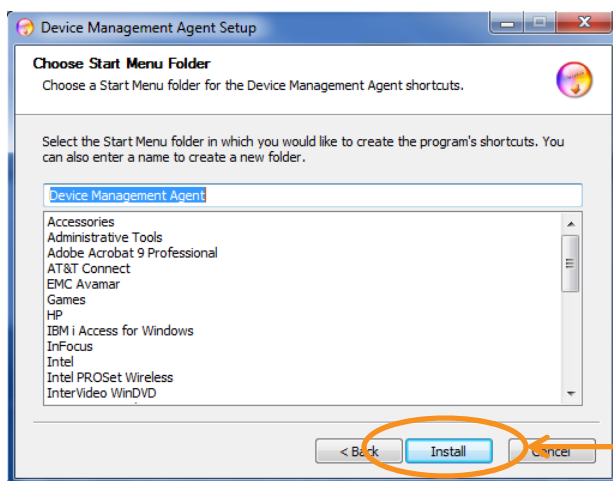 Device Management Agent Setup
Choose Start Menu Folder
Choose a Start Menu folder for the Device Management Agent shortcuts.
Select the Start Menu folder in which you would like to create the program's shortcuts. You
can also enter a name to create a new folder.
Device Management Agent
Accessories
Administrative Tools
Adobe Acrobat 9 Professional
AT&T Connect
EMC Avamar
Games
HP
IBM i Access for Windows
InFocus
Intel
Intel PROSet Wireless
InterVideo WinDVD
< Back Install Cancel